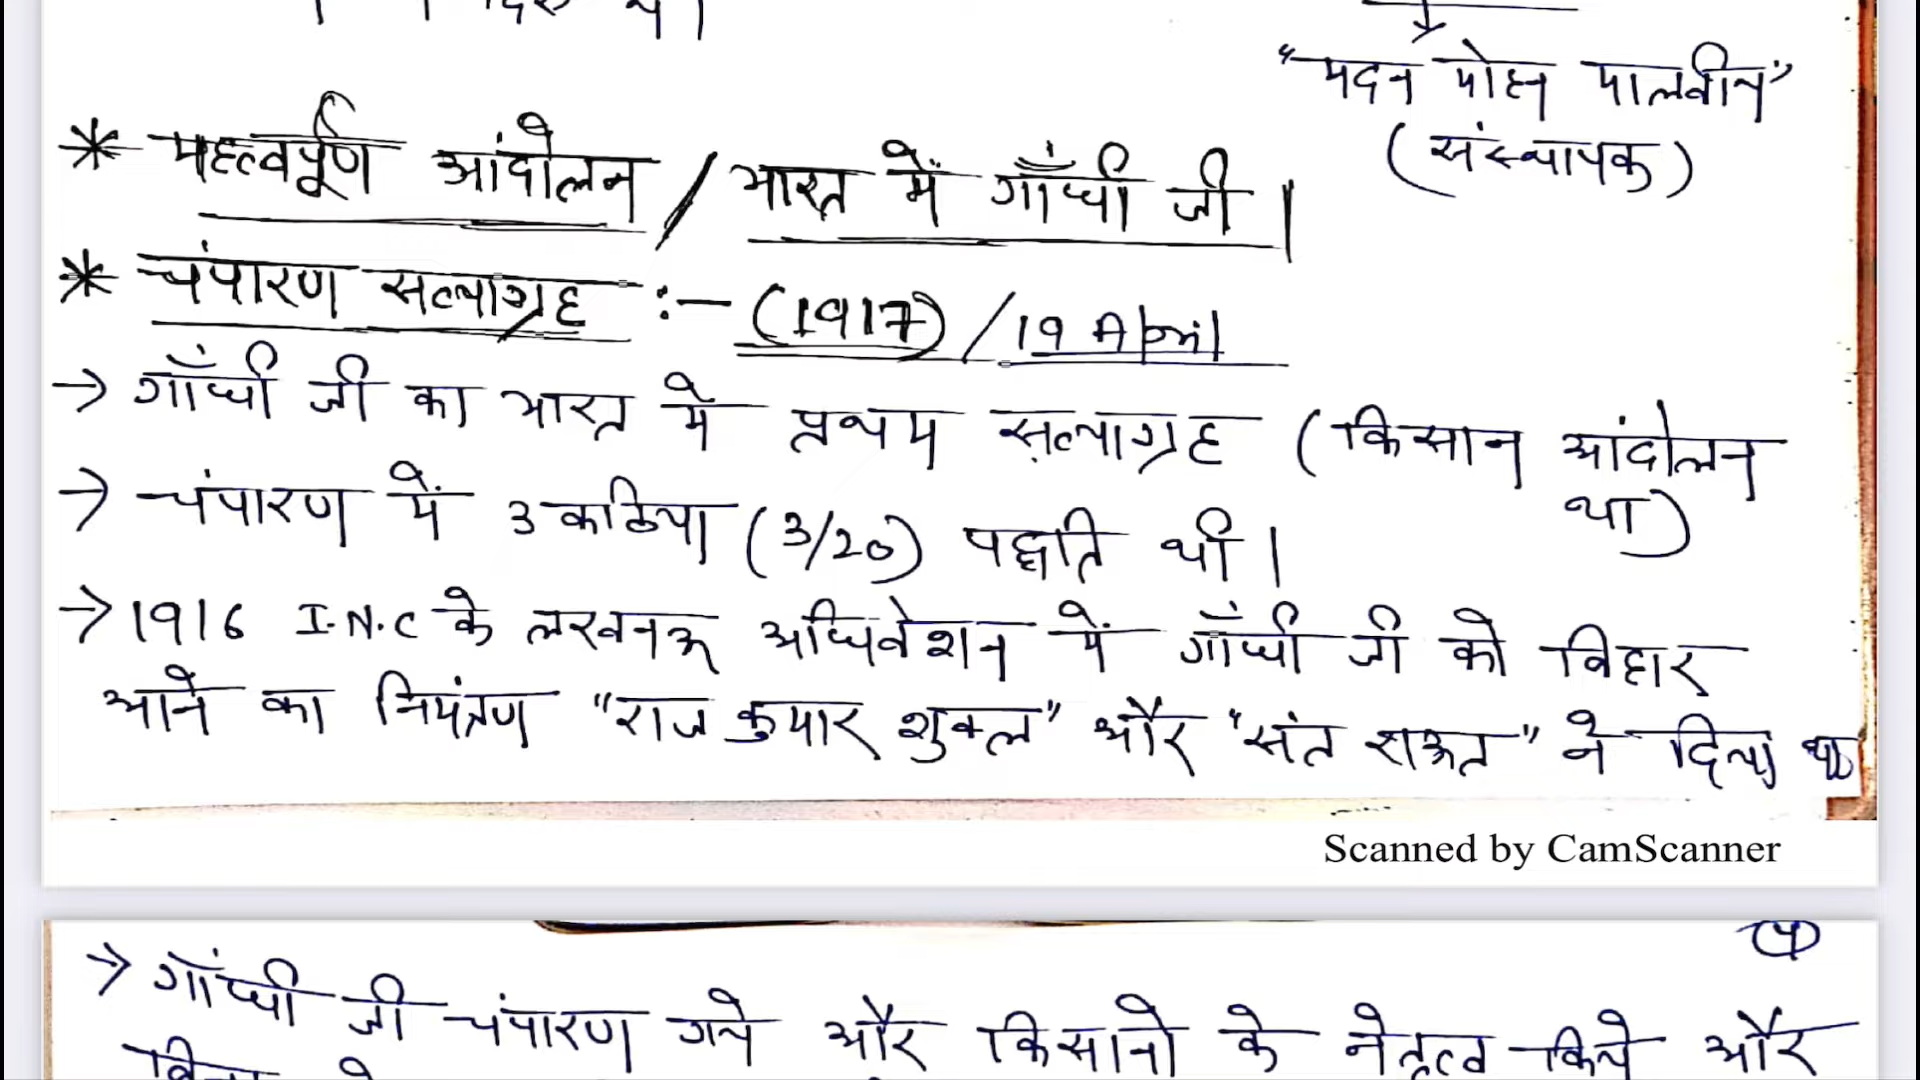 "मदन मोहन मालवीय"
(संस्थापक)
* महत्वपूर्ण आंदोलन / भारत में गाँधी जी |
* चंपारण सत्याग्रह :- (1917) / 19 April
→ गाँधी जी का भारत में प्रथम सत्याग्रह (किसान आंदोलन
था)
→ चंपारण में 3 कठिया (3/20) पद्धति थी |
→ 1916 I.N.C के लखनऊ अधिवेशन में गाँधी जी को बिहार
आने का निमंत्रण "राज कुमार शुक्ल" और "संत राऊत" ने दिया था
Scanned by CamScanner
→ गाँधी जी चंपारण गये और किसानो के नेतृत्व किये और